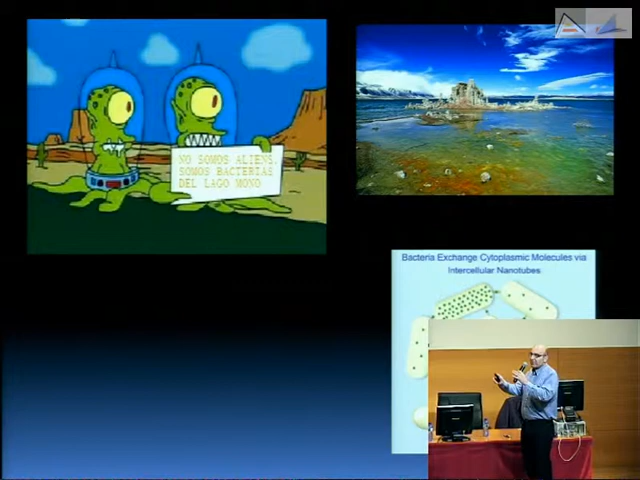 NO SOMOS ALIENS.
SOMOS BACTERIAS
DEL LAGO MONO
Bacteria Exchange Cytoplasmic Molecules via
Intercellular Nanotubes